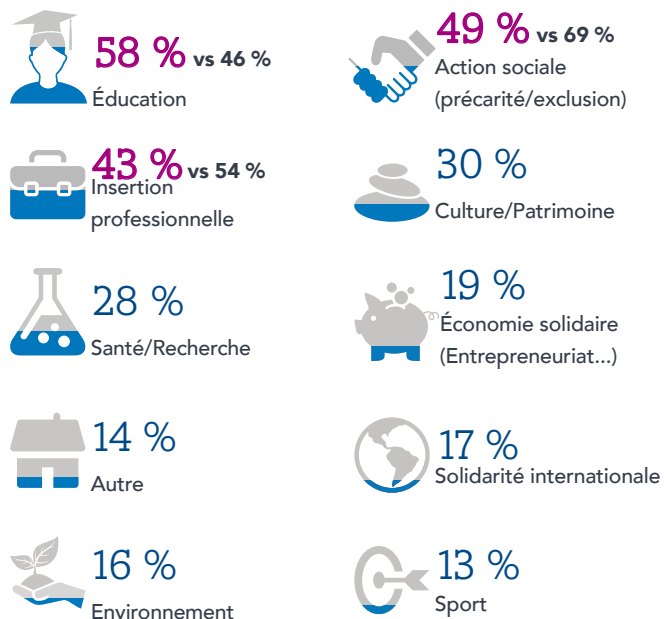 58 % vs 46 %
Éducation
49 % vs 69 %
Action sociale
(précarité/exclusion)
43 % vs 54 %
Insertion
professionnelle
30 %
Culture/Patrimoine
28 %
Santé/Recherche
19 %
Économie solidaire
(Entrepreneuriat...)
14 %
Autre
17 %
Solidarité internationale
16 %
Environnement
13 %
Sport